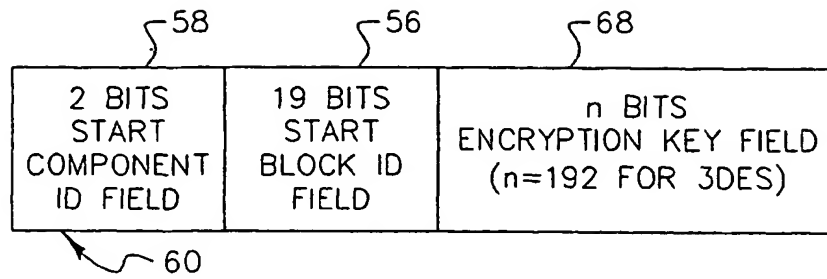 58
56
68
2 BITS
START
COMPONENT
ID FIELD
19 BITS
START
BLOCK ID
FIELD
n BITS
ENCRYPTION KEY FIELD
(n=192 FOR 3DES)
60